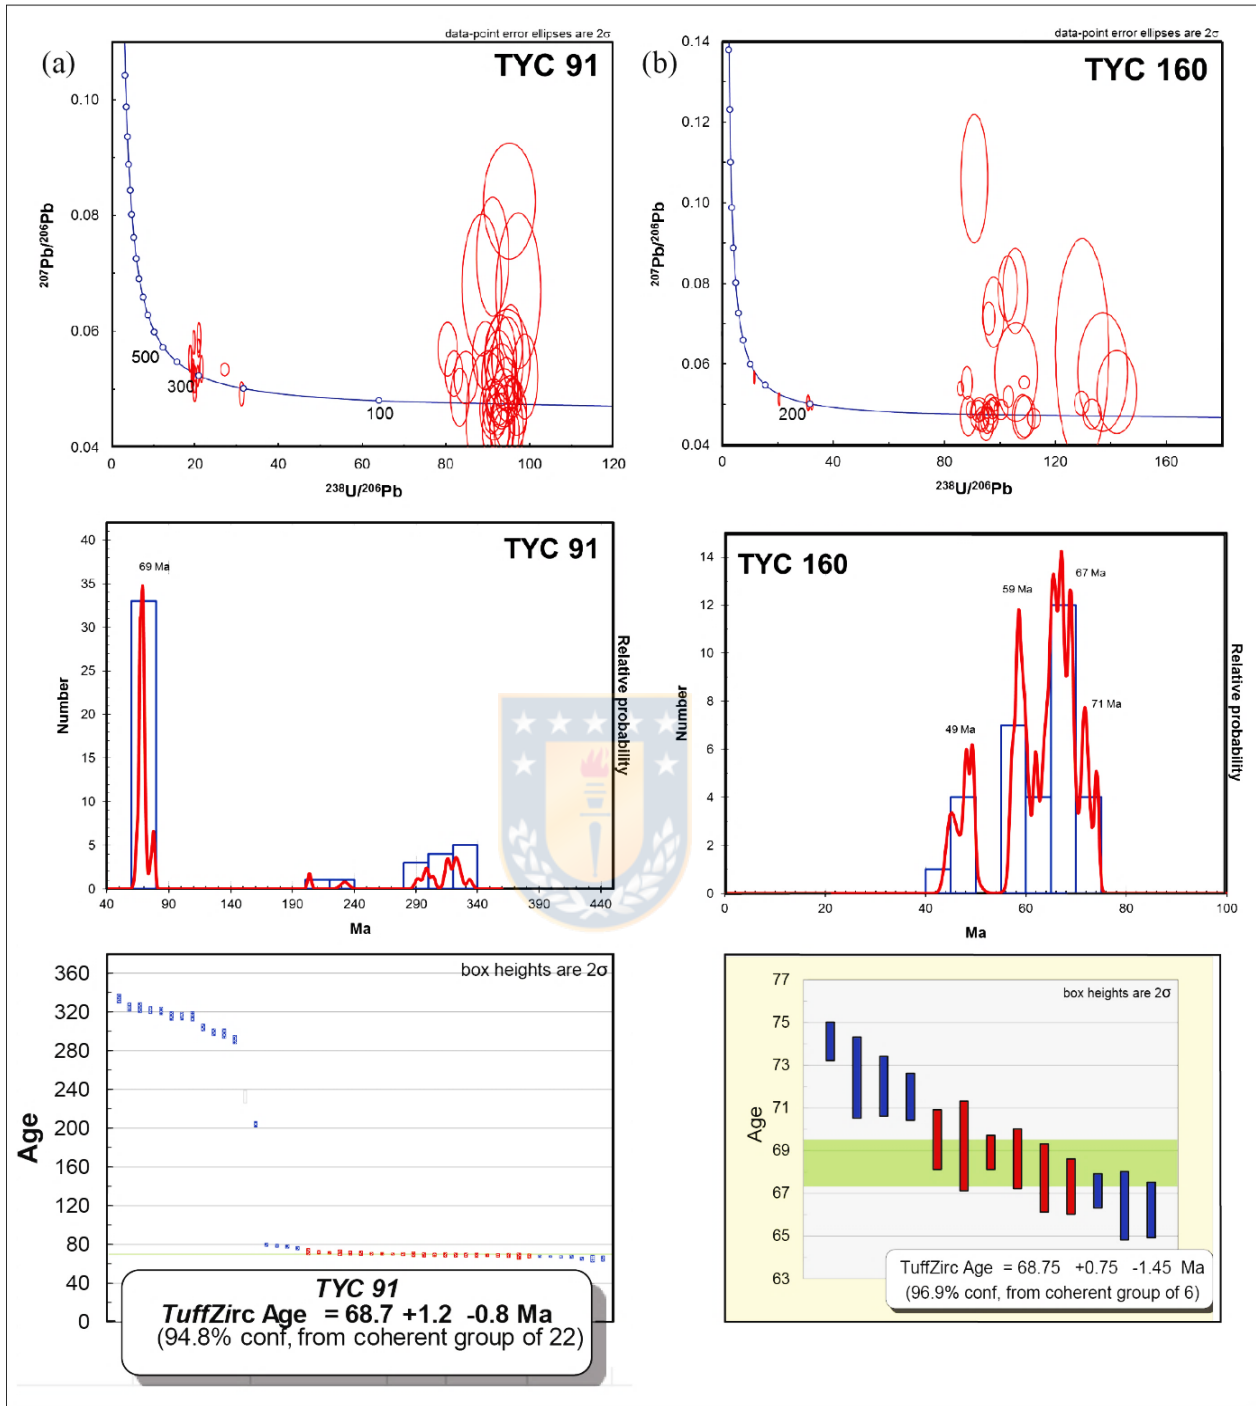 data-point error ellipses are 2σ
(a)
TYC 91
0.10
0.08
0.06
0.04
²⁰⁷Pb/²⁰⁶Pb
500
300
100
0 20 40 60 80 100 120
²³⁸U/²⁰⁶Pb
data-point error ellipses are 2σ
(b)
TYC 160
0.14
0.12
0.10
0.08
0.06
0.04
²⁰⁷Pb/²⁰⁶Pb
200
0 40 80 120 160
²³⁸U/²⁰⁶Pb
TYC 91
69 Ma
40
35
30
25
20
15
10
5
0
Number
Relative probability
40 90 140 190 240 290 340 390 440
Ma
TYC 160
14
12
10
8
6
4
2
0
Number
Relative probability
59 Ma
67 Ma
71 Ma
49 Ma
0 20 40 60 80 100
Ma
box heights are 2σ
360
320
280
240
200
160
120
80
40
0
Age
TYC 91
TuffZirc Age = 68.7 +1.2 -0.8 Ma
(94.8% conf, from coherent group of 22)
box heights are 2σ
77
75
73
71
69
67
65
63
Age
TuffZirc Age = 68.75 +0.75 -1.45 Ma
(96.9% conf, from coherent group of 6)